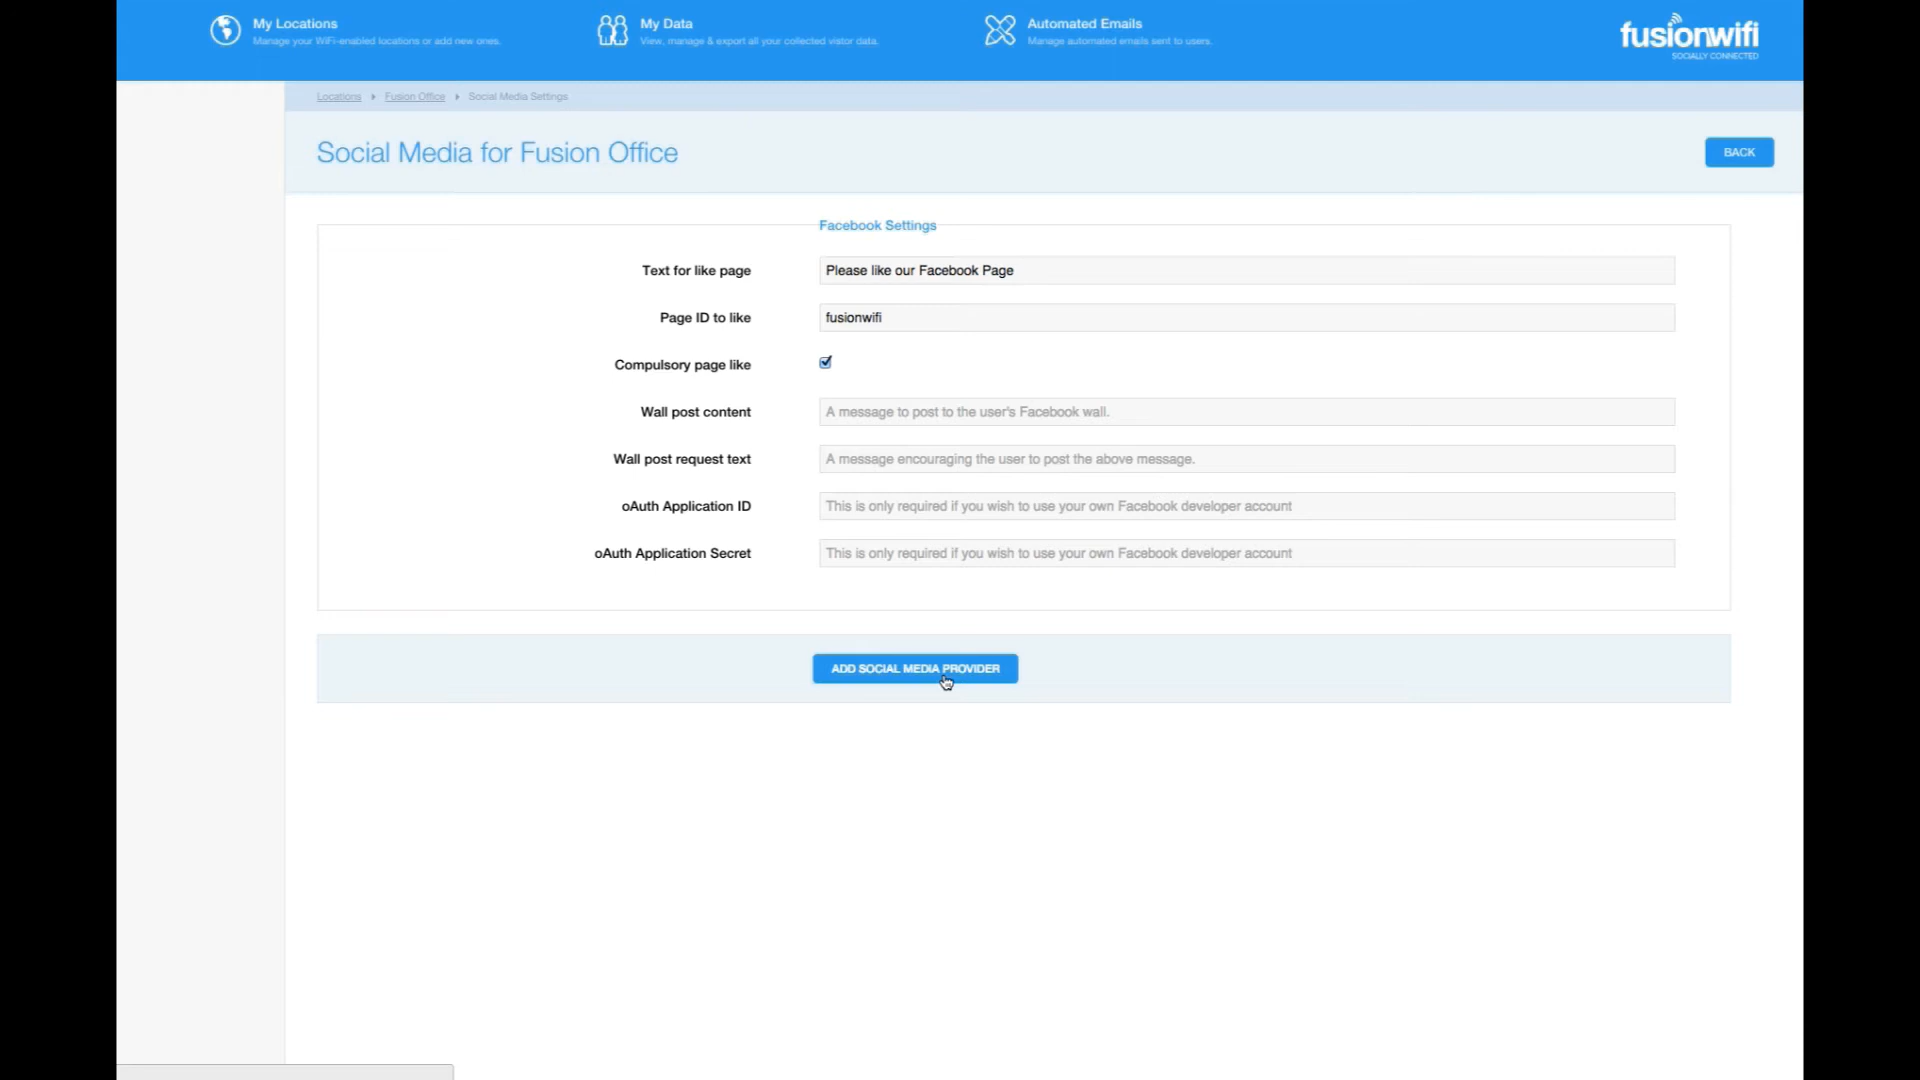 My Locations
Manage your WiFi-enabled locations or add new ones.
My Data
View, manage & export all your collected vistor data.
Automated Emails
Manage automated emails sent to users.
fusionwifi
SOCIALLY CONNECTED
Locations ▸ Fusion Office ▸ Social Media Settings
Social Media for Fusion Office
BACK
Facebook Settings
Text for like page Please like our Facebook Page
Page ID to like fusionwifi
Compulsory page like
Wall post content A message to post to the user's Facebook wall.
Wall post request text A message encouraging the user to post the above message.
oAuth Application ID This is only required if you wish to use your own Facebook developer account
oAuth Application Secret This is only required if you wish to use your own Facebook developer account
ADD SOCIAL MEDIA PROVIDER